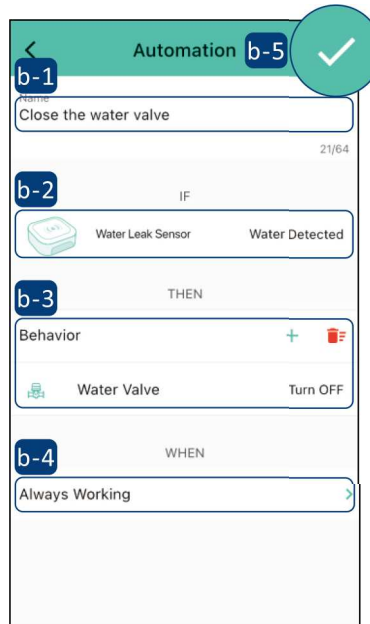 Automation b-5
b-1
Name
Close the water valve
21/64
b-2
IF
Water Leak Sensor Water Detected
b-3
THEN
Behavior
Water Valve Turn OFF
b-4
WHEN
Always Working